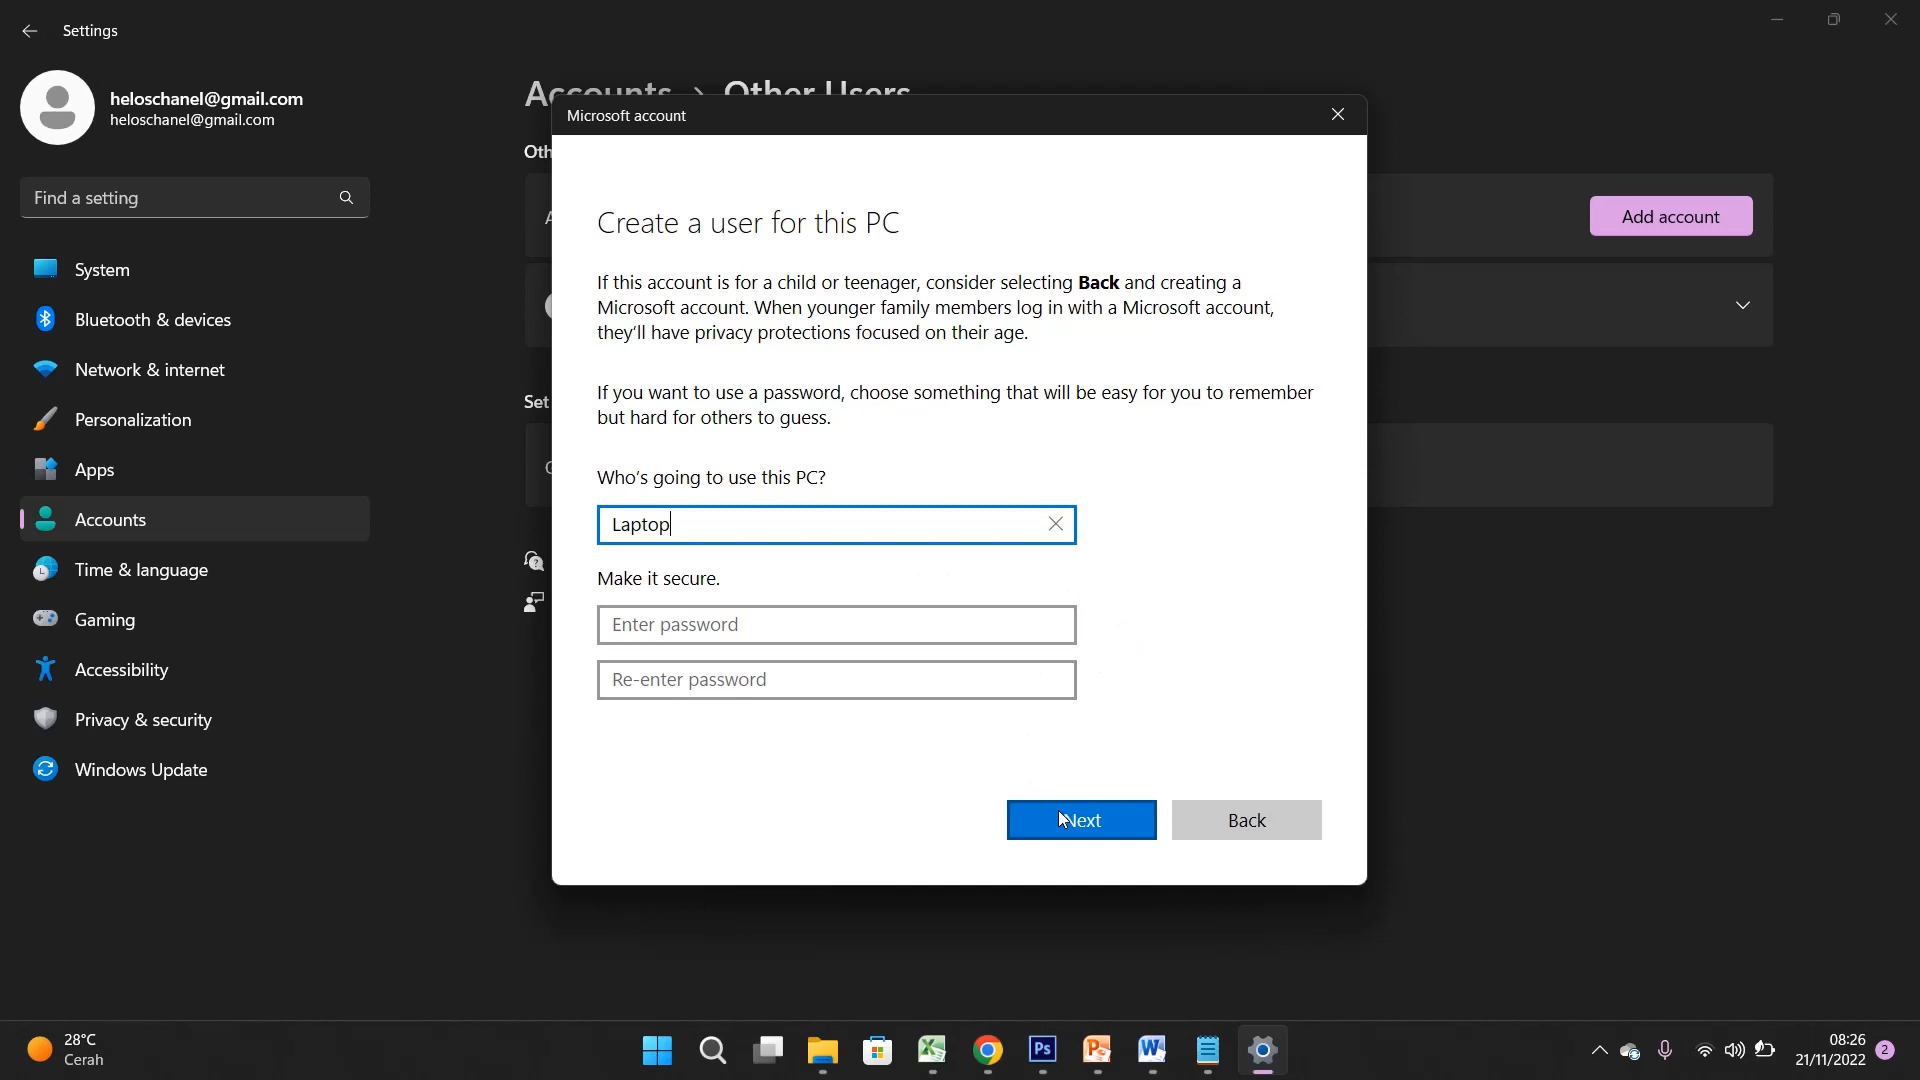 Settings
heloschanel@gmail.com
heloschanel@gmail.com
Find a setting
System
Bluetooth & devices
Network & internet
Personalization
Apps
Accounts
Time & language
Gaming
Accessibility
Privacy & security
Windows Update
Accounts > Other Users
Add account
Microsoft account
Create a user for this PC
If this account is for a child or teenager, consider selecting Back and creating a
Microsoft account. When younger family members log in with a Microsoft account,
they'll have privacy protections focused on their age.
If you want to use a password, choose something that will be easy for you to remember
but hard for others to guess.
Who's going to use this PC?
Laptop
Make it secure.
Enter password
Re-enter password
Next
Back
28°C
Cerah
Ps
08:26
21/11/2022
2